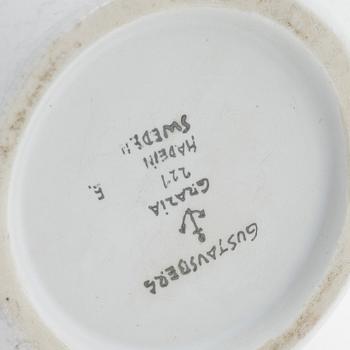 GUSTAVSBERG
GRAZIA
221
MADE IN
SWEDEN